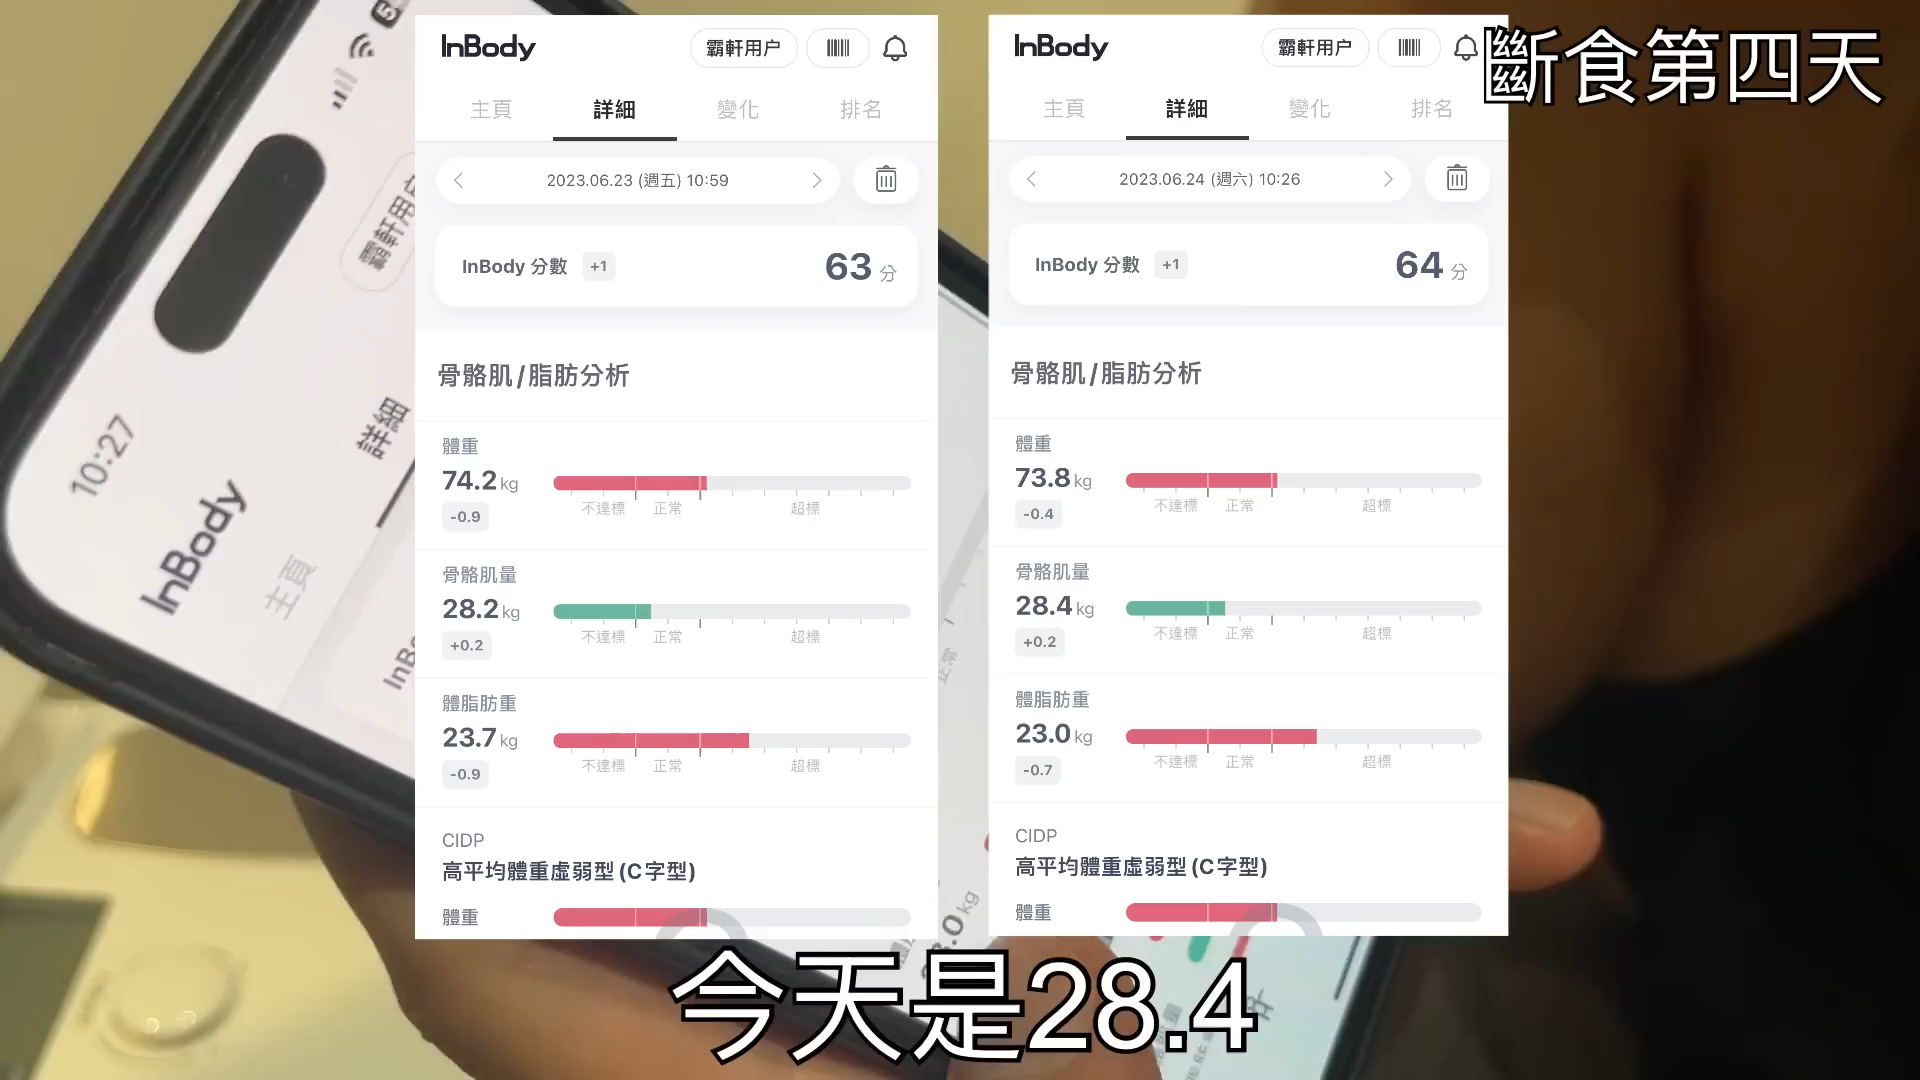 斷食第四天
InBody
霸軒用户
主頁
詳細
變化
排名
2023.06.23 (週五) 10:59
InBody 分數 +1
63 分
骨骼肌/脂肪分析
體重
74.2 kg
-0.9
不達標 正常 超標
骨骼肌量
28.2 kg
+0.2
不達標 正常 超標
體脂肪重
23.7 kg
-0.9
不達標 正常 超標
CIDP
高平均體重虛弱型 (C字型)
體重
InBody
霸軒用户
主頁
詳細
變化
排名
2023.06.24 (週六) 10:26
InBody 分數 +1
64 分
骨骼肌/脂肪分析
體重
73.8 kg
-0.4
不達標 正常 超標
骨骼肌量
28.4 kg
+0.2
不達標 正常 超標
體脂肪重
23.0 kg
-0.7
不達標 正常 超標
CIDP
高平均體重虛弱型 (C字型)
體重
10:27
InBody
主頁
詳細
今天是28.4